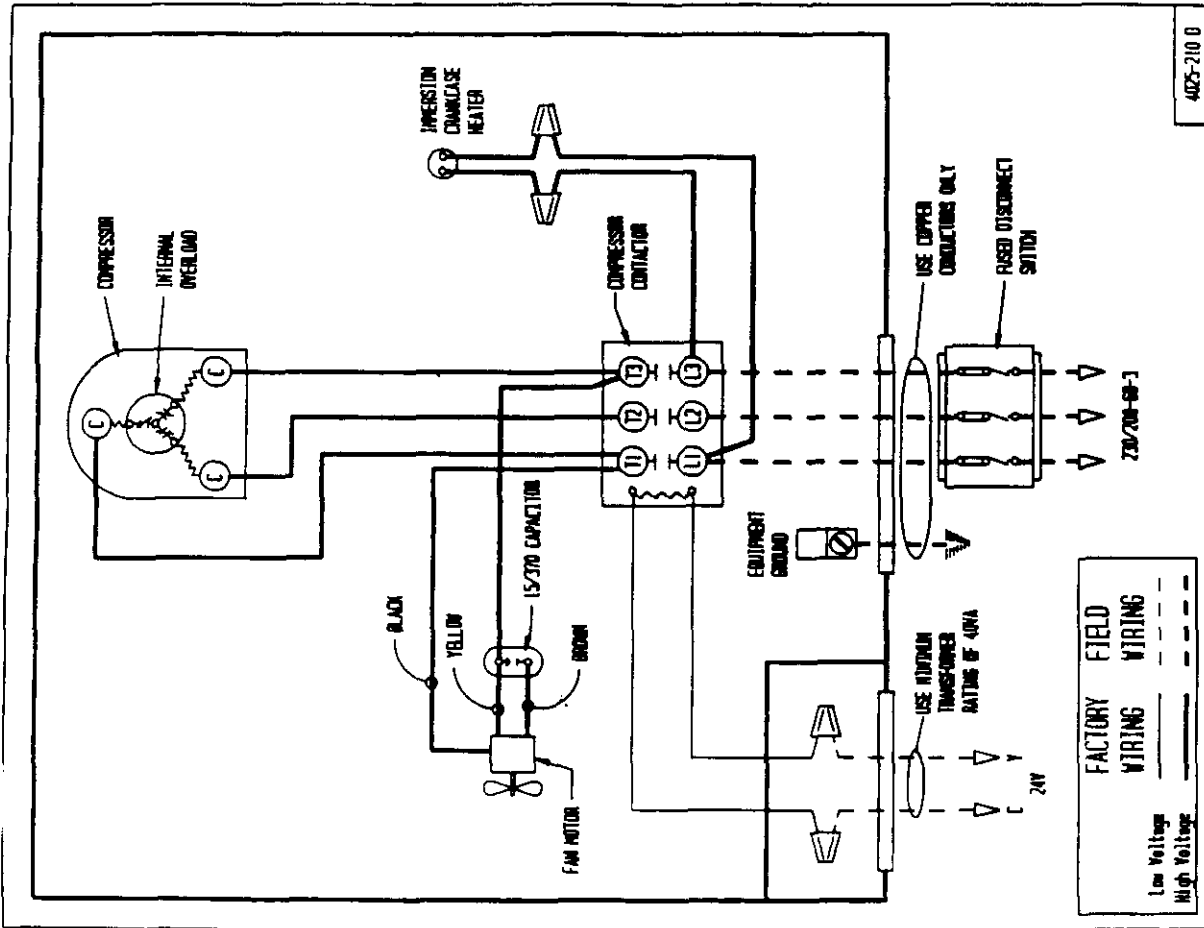 COMPRESSOR
INTERNAL
OVERLOAD
IMMERSION
CRANKCASE
HEATER
C
C
C
BLACK
YELLOW
15/370 CAPACITOR
BROWN
FAN MOTOR
COMPRESSOR
CONTACTOR
T1
T2
T3
L1
L2
L3
EQUIPMENT
GROUND
USE COPPER
CONDUCTORS ONLY
FUSED DISCONNECT
SWITCH
230/208-60-3
USE MINIMUM
TRANSFORMER
RATING OF 40VA
C
Y
24V
FACTORY WIRING
FIELD WIRING
Low Voltage
High Voltage
4025-210 D